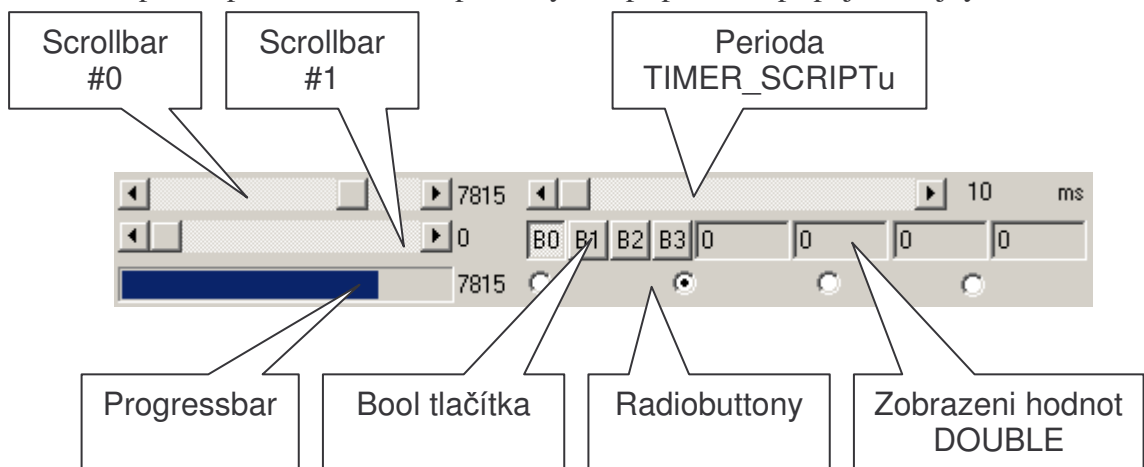 Scrollbar
#0
Scrollbar
#1
Perioda
TIMER_SCRIPTu
7815
10 ms
0
B0 B1 B2 B3 0 0 0 0
7815
Progressbar
Bool tlačítka
Radiobuttony
Zobrazeni hodnot
DOUBLE